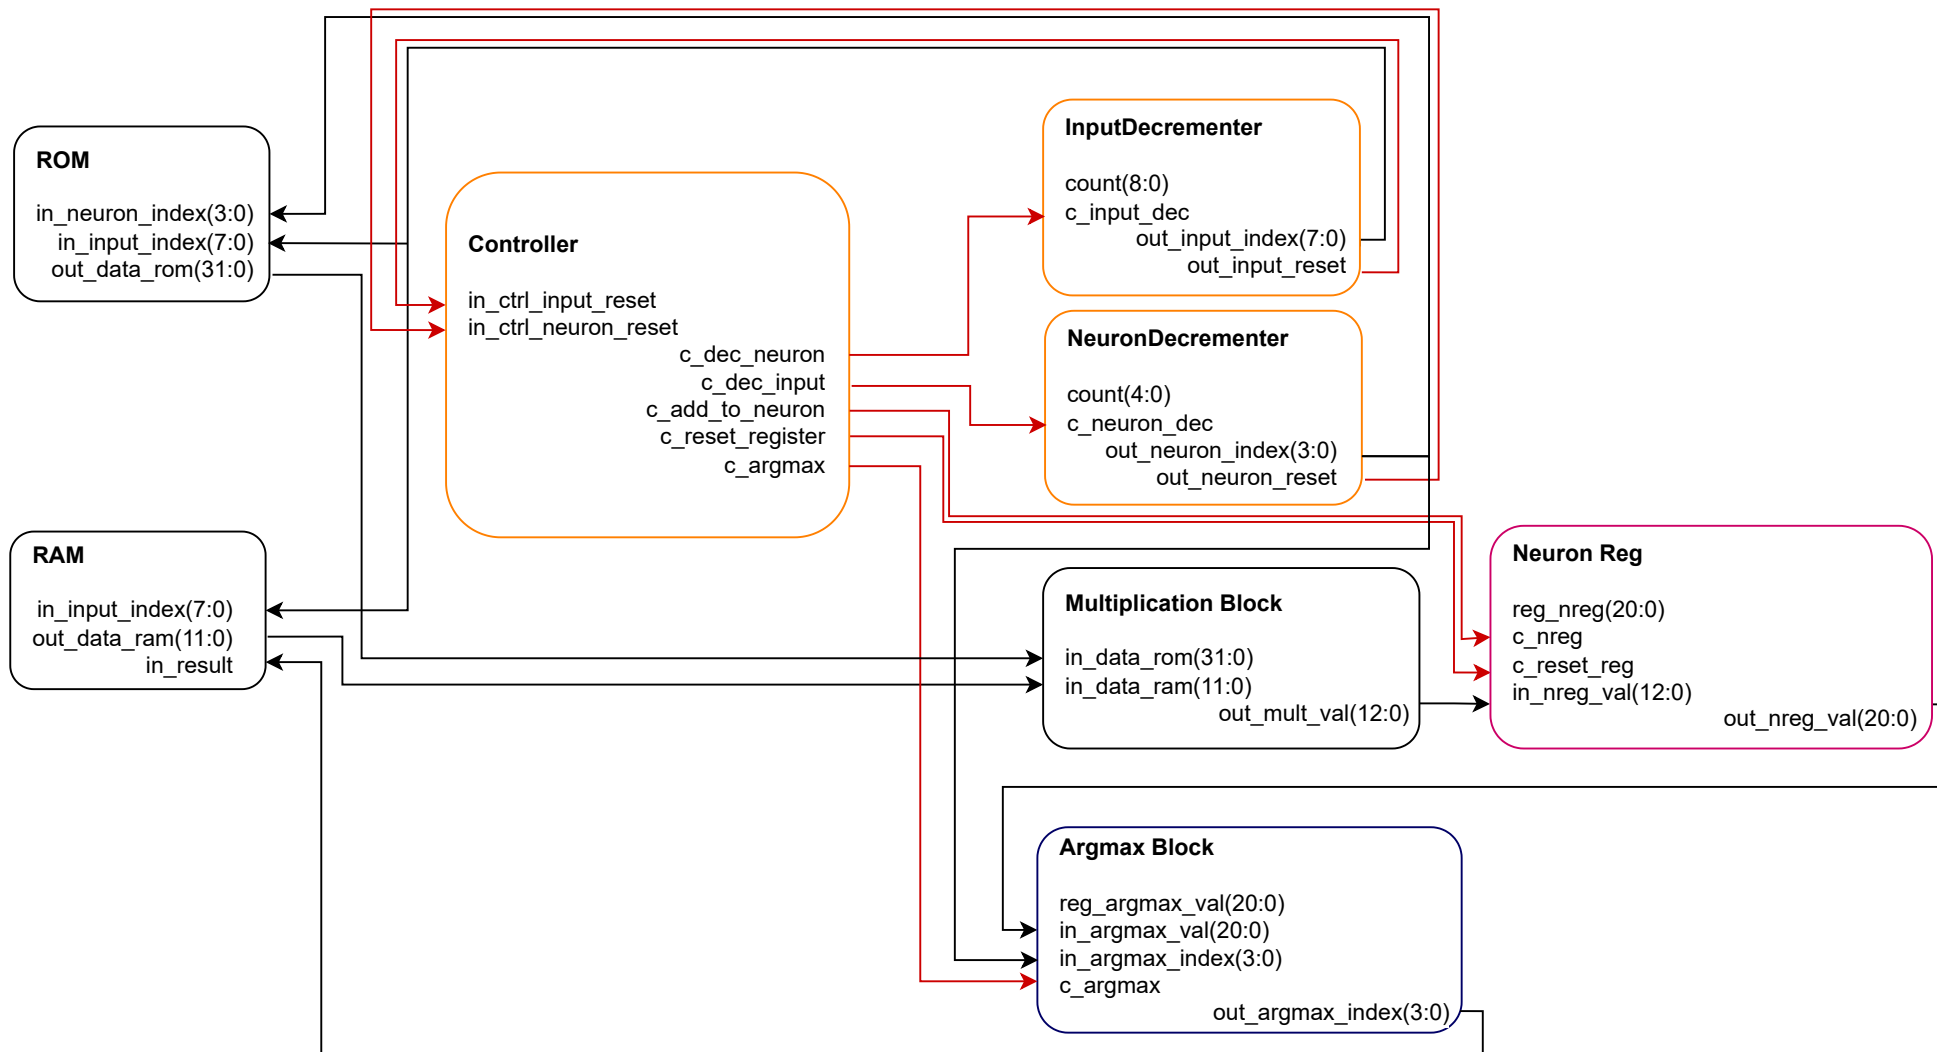 ROM
in_neuron_index(3:0)
in_input_index(7:0)
out_data_rom(31:0)
Controller
in_ctrl_input_reset
in_ctrl_neuron_reset
c_dec_neuron
c_dec_input
c_add_to_neuron
c_reset_register
c_argmax
InputDecrementer
count(8:0)
c_input_dec
out_input_index(7:0)
out_input_reset
NeuronDecrementer
count(4:0)
c_neuron_dec
out_neuron_index(3:0)
out_neuron_reset
RAM
in_input_index(7:0)
out_data_ram(11:0)
in_result
Multiplication Block
in_data_rom(31:0)
in_data_ram(11:0)
out_mult_val(12:0)
Neuron Reg
reg_nreg(20:0)
c_nreg
c_reset_reg
in_nreg_val(12:0)
out_nreg_val(20:0)
Argmax Block
reg_argmax_val(20:0)
in_argmax_val(20:0)
in_argmax_index(3:0)
c_argmax
out_argmax_index(3:0)